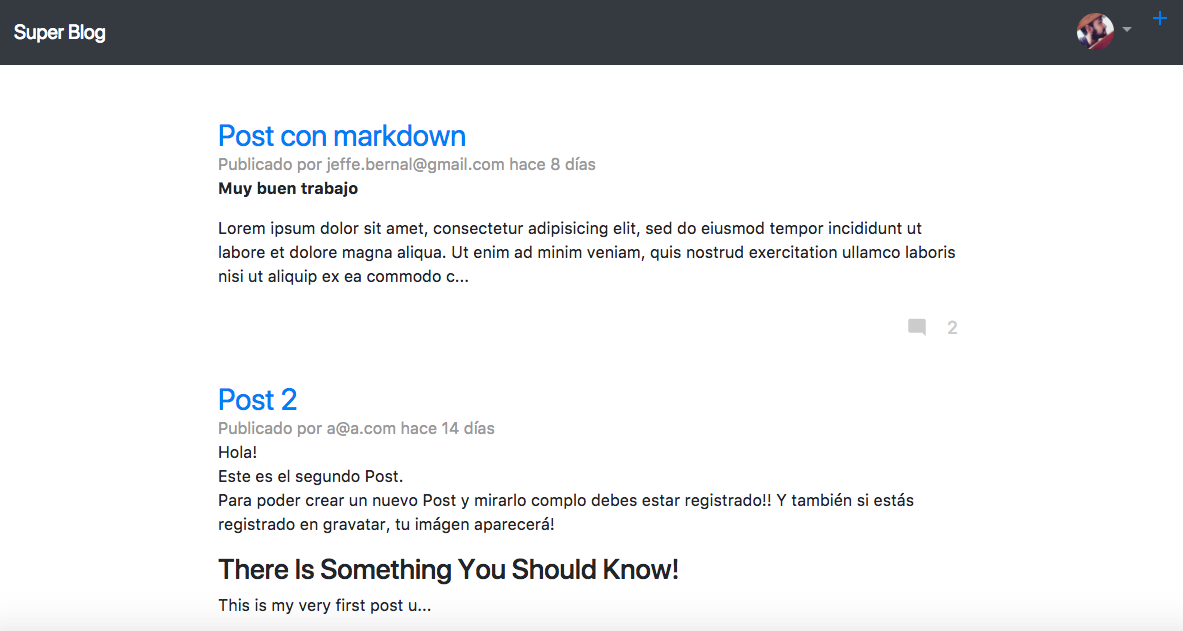 Super Blog
Post con markdown
Publicado por jeffe.bernal@gmail.com hace 8 días
Muy buen trabajo
Lorem ipsum dolor sit amet, consectetur adipisicing elit, sed do eiusmod tempor incididunt ut
labore et dolore magna aliqua. Ut enim ad minim veniam, quis nostrud exercitation ullamco laboris
nisi ut aliquip ex ea commodo c...
2
Post 2
Publicado por a@a.com hace 14 días
Hola!
Este es el segundo Post.
Para poder crear un nuevo Post y mirarlo complo debes estar registrado!! Y también si estás
registrado en gravatar, tu imágen aparecerá!
There Is Something You Should Know!
This is my very first post u...